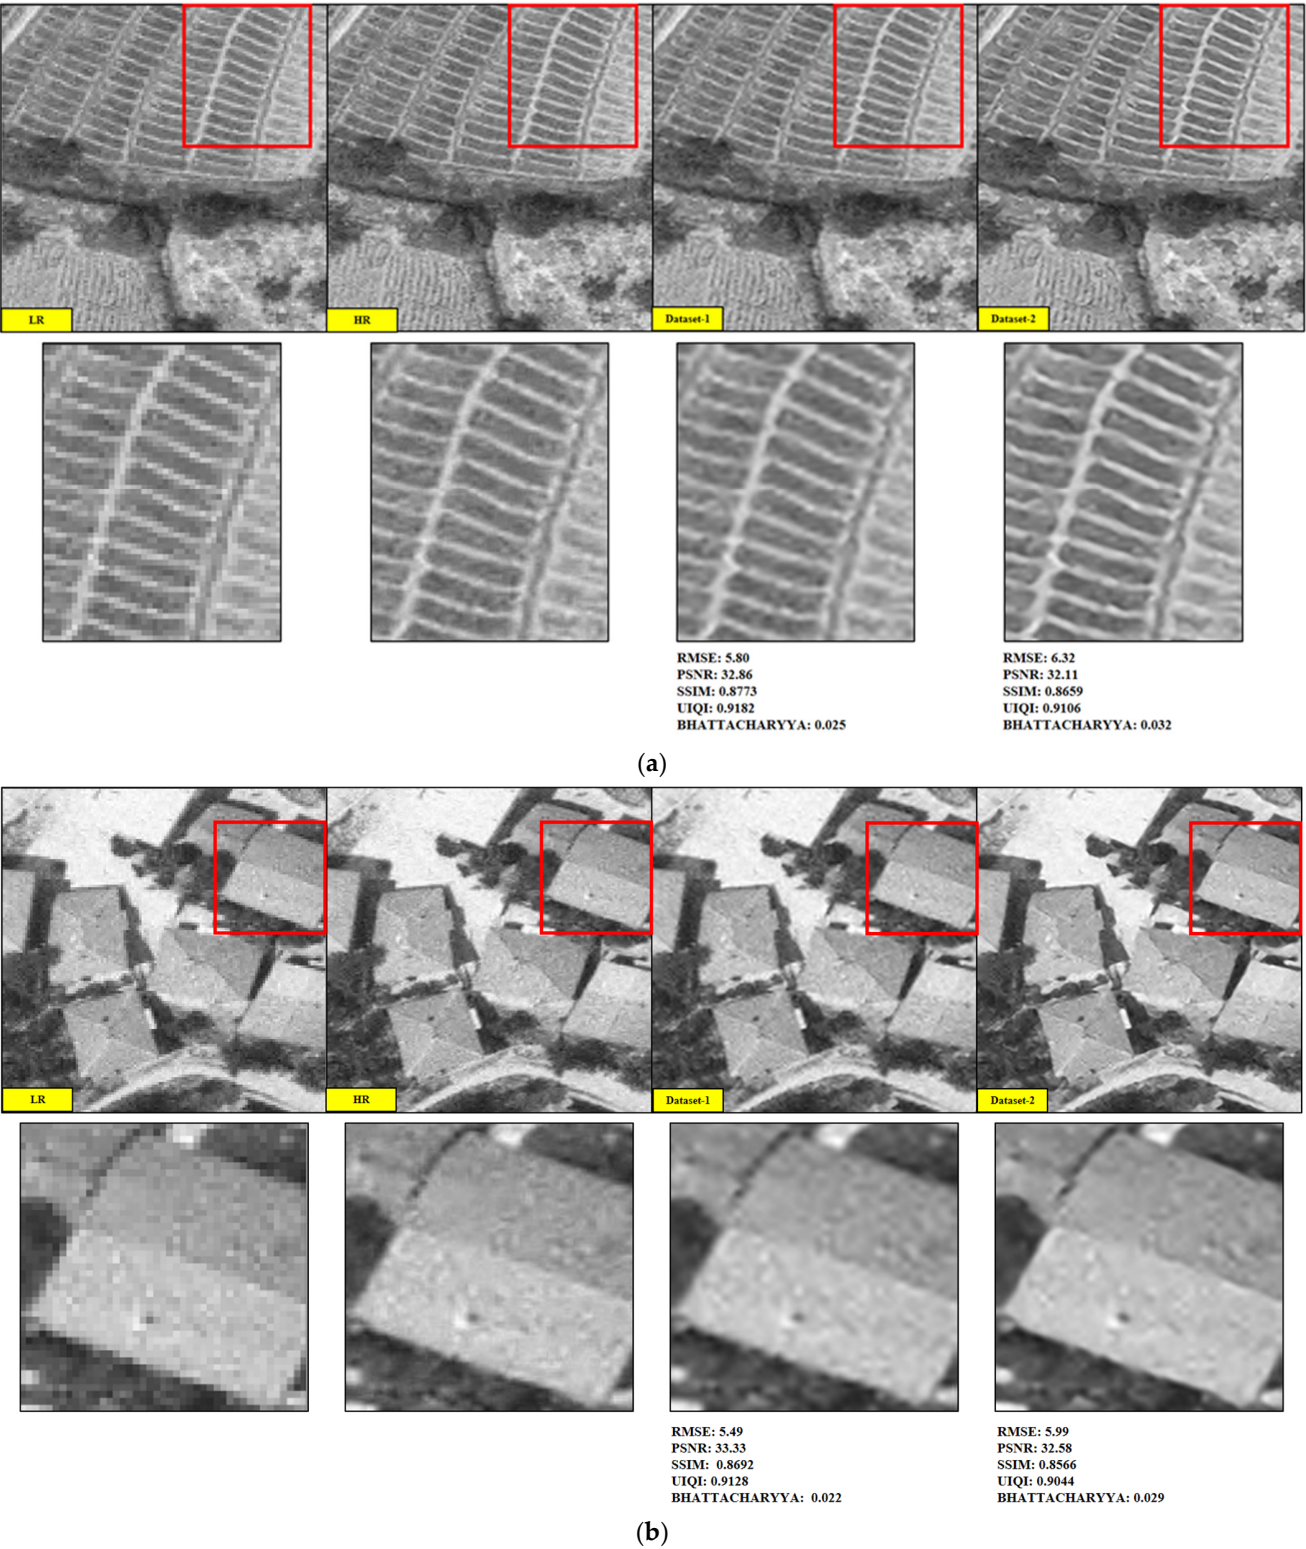 LR
HR
Dataset-1
Dataset-2
RMSE: 5.80
PSNR: 32.86
SSIM: 0.8773
UIQI: 0.9182
BHATTACHARYYA: 0.025
RMSE: 6.32
PSNR: 32.11
SSIM: 0.8659
UIQI: 0.9106
BHATTACHARYYA: 0.032
(a)
LR
HR
Dataset-1
Dataset-2
RMSE: 5.49
PSNR: 33.33
SSIM: 0.8692
UIQI: 0.9128
BHATTACHARYYA: 0.022
RMSE: 5.99
PSNR: 32.58
SSIM: 0.8566
UIQI: 0.9044
BHATTACHARYYA: 0.029
(b)